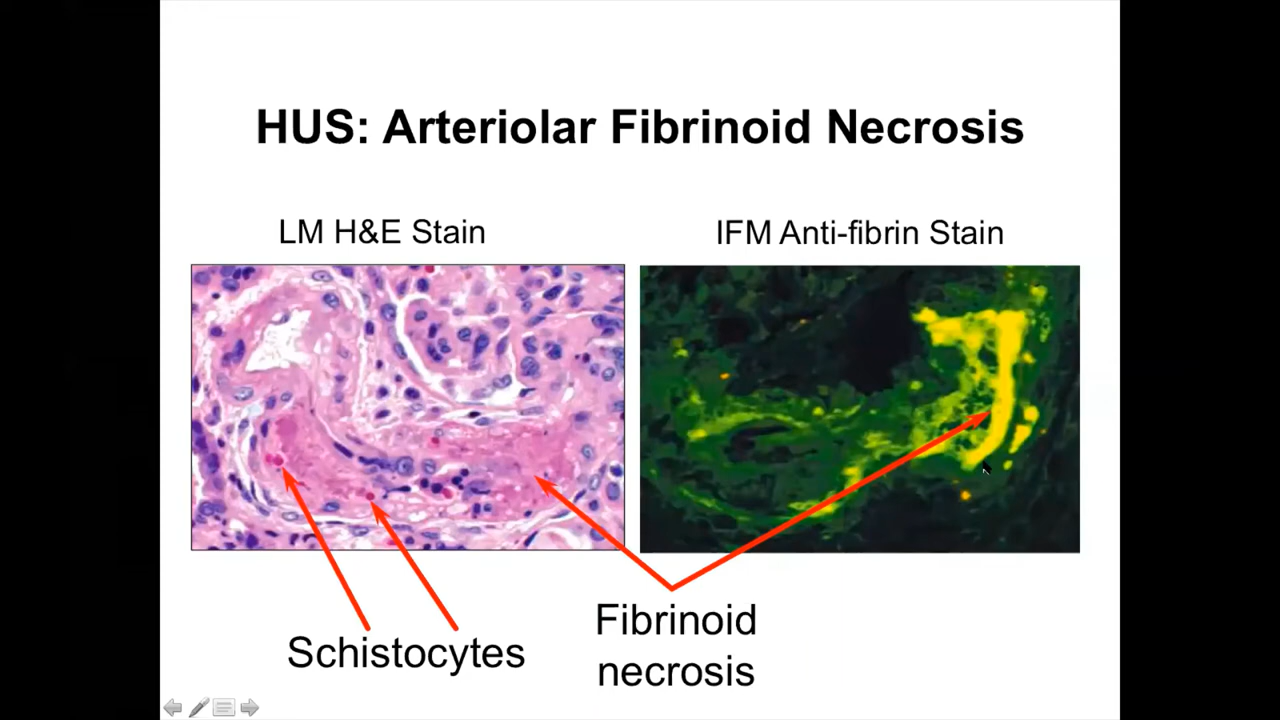 HUS: Arteriolar Fibrinoid Necrosis
LM H&E Stain
IFM Anti-fibrin Stain
Schistocytes
Fibrinoid
necrosis